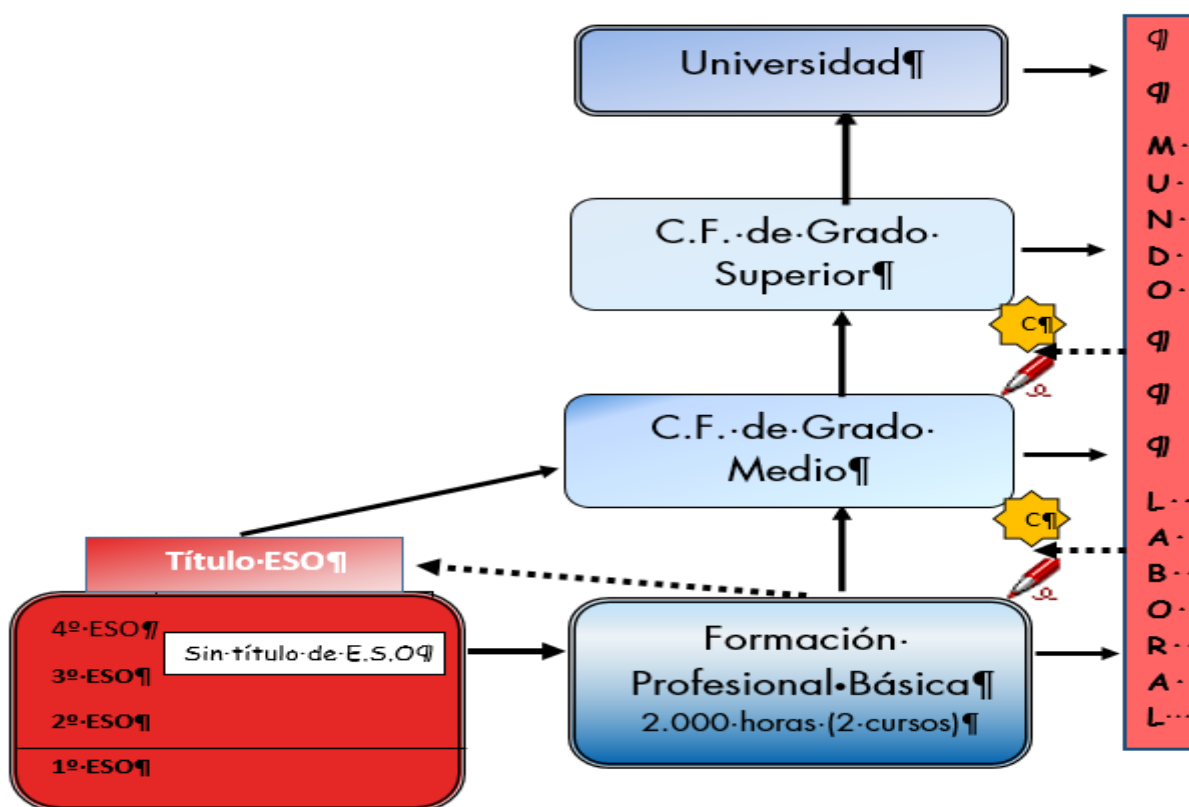 Universidad¶
C.F.·de·Grado·
Superior¶
C¶
C.F.·de·Grado·
Medio¶
C¶
Título·ESO¶
4º·ESO¶
Sin·título·de·E.S.O¶
3º·ESO¶
2º·ESO¶
1º·ESO¶
Formación·
Profesional·Básica¶
2.000·horas·(2·cursos)¶
¶
¶
M·
U·
N·
D·
O·
¶
¶
¶
L··
A·
B··
O·
R··
A·
L···